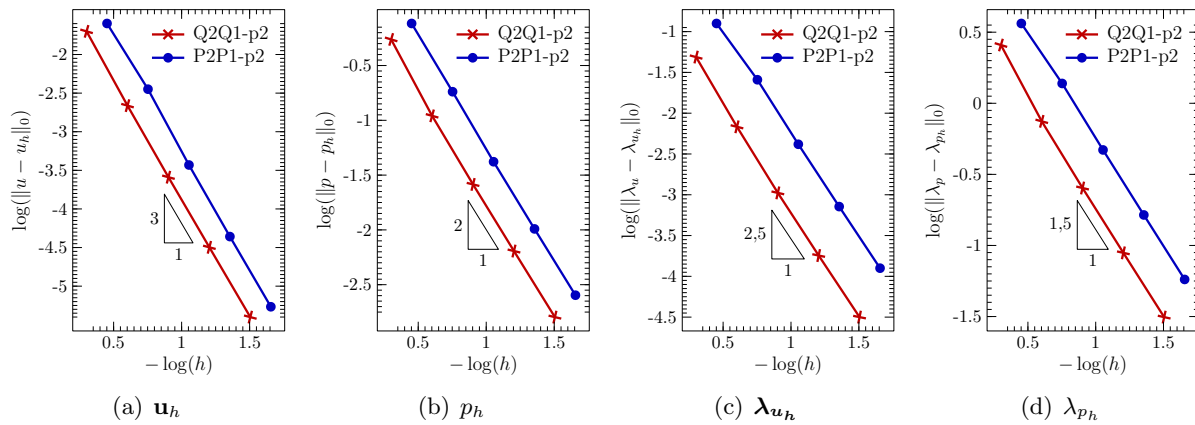 log(∥u − u_h∥₀)
-2
-2.5
-3
-3.5
-4
-4.5
-5
Q2Q1-p2
P2P1-p2
3
1
0.5 1 1.5
− log(h)
(a) u_h
log(∥p − p_h∥₀)
-0.5
-1
-1.5
-2
-2.5
Q2Q1-p2
P2P1-p2
2
1
0.5 1 1.5
− log(h)
(b) p_h
log(∥λ_u − λ_{u_h}∥₀)
-1
-1.5
-2
-2.5
-3
-3.5
-4
-4.5
Q2Q1-p2
P2P1-p2
2,5
1
0.5 1 1.5
− log(h)
(c) λ_{u_h}
log(∥λ_p − λ_{p_h}∥₀)
0.5
0
-0.5
-1
-1.5
Q2Q1-p2
P2P1-p2
1,5
1
0.5 1 1.5
− log(h)
(d) λ_{p_h}